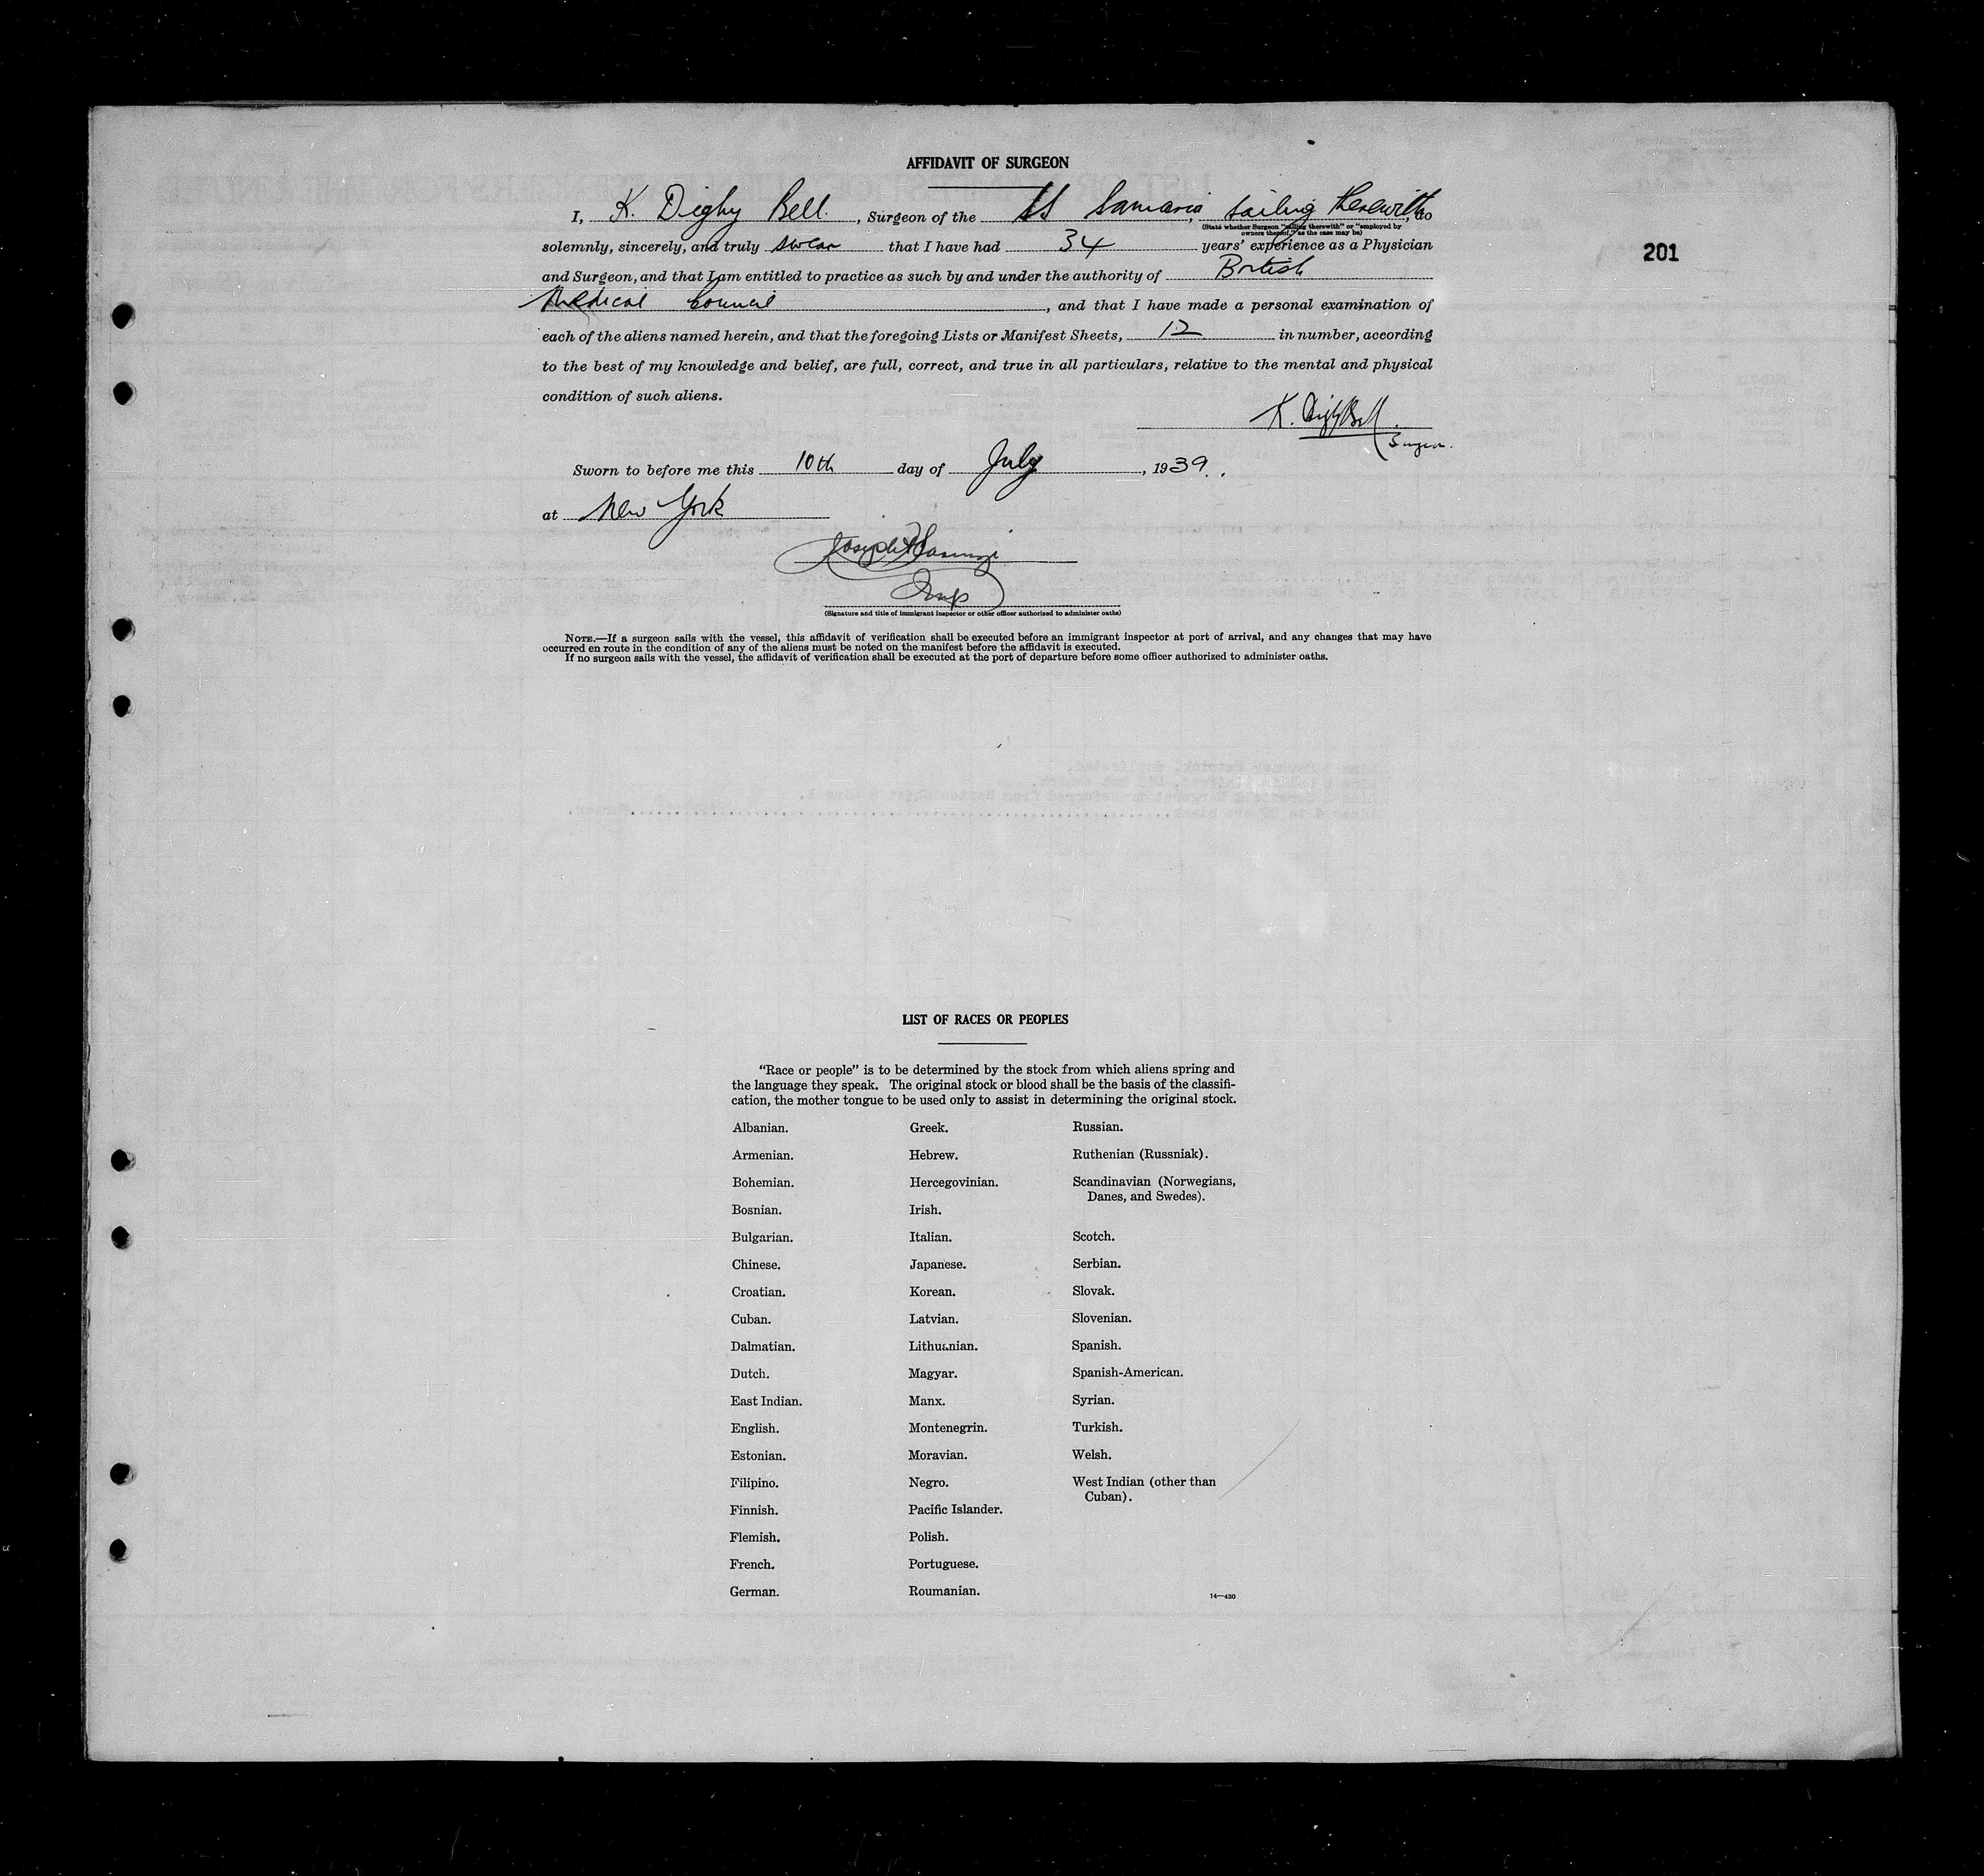 AFFIDAVIT OF SURGEON
I, K. Digby Bell. , Surgeon of the SS Samaria, sailing therewith, do
(State whether Surgeon "sailing therewith" or "employed by
owners thereof," as the case may be)
201
solemnly, sincerely, and truly swear that I have had 34 years' experience as a Physician
and Surgeon, and that I am entitled to practice as such by and under the authority of British
Medical Council , and that I have made a personal examination of
each of the aliens named herein, and that the foregoing Lists or Manifest Sheets, 12 in number, according
to the best of my knowledge and belief, are full, correct, and true in all particulars, relative to the mental and physical
condition of such aliens.
K. Digby Bell
Surgeon.
Sworn to before me this 10th day of July , 1939.
at New York
Joseph
Insp
(Signature and title of immigrant inspector or other officer authorized to administer oaths)
NOTE.—If a surgeon sails with the vessel, this affidavit of verification shall be executed before an immigrant inspector at port of arrival, and any changes that may have
occurred en route in the condition of any of the aliens must be noted on the manifest before the affidavit is executed.
If no surgeon sails with the vessel, the affidavit of verification shall be executed at the port of departure before some officer authorized to administer oaths.
LIST OF RACES OR PEOPLES
"Race or people" is to be determined by the stock from which aliens spring and
the language they speak. The original stock or blood shall be the basis of the classifi-
cation, the mother tongue to be used only to assist in determining the original stock.
Albanian.
Armenian.
Bohemian.
Bosnian.
Bulgarian.
Chinese.
Croatian.
Cuban.
Dalmatian.
Dutch.
East Indian.
English.
Estonian.
Filipino.
Finnish.
Flemish.
French.
German.
Greek.
Hebrew.
Hercegovinian.
Irish.
Italian.
Japanese.
Korean.
Latvian.
Lithuanian.
Magyar.
Manx.
Montenegrin.
Moravian.
Negro.
Pacific Islander.
Polish.
Portuguese.
Roumanian.
Russian.
Ruthenian (Russniak).
Scandinavian (Norwegians,
Danes, and Swedes).
Scotch.
Serbian.
Slovak.
Slovenian.
Spanish.
Spanish-American.
Syrian.
Turkish.
Welsh.
West Indian (other than
Cuban).
14—430